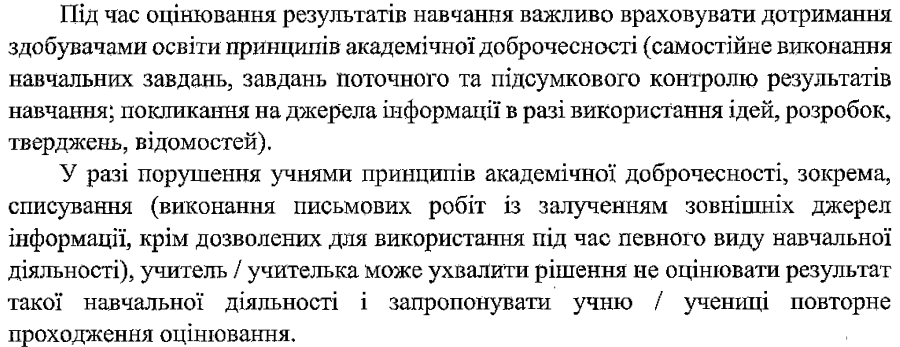 Під час оцінювання результатів навчання важливо враховувати дотримання
здобувачами освіти принципів академічної доброчесності (самостійне виконання
навчальних завдань, завдань поточного та підсумкового контролю результатів
навчання; покликання на джерела інформації в разі використання ідей, розробок,
тверджень, відомостей).
У разі порушення учнями принципів академічної доброчесності, зокрема,
списування (виконання письмових робіт із залученням зовнішніх джерел
інформації, крім дозволених для використання під час певного виду навчальної
діяльності), учитель / учителька може ухвалити рішення не оцінювати результат
такої навчальної діяльності і запропонувати учню / учениці повторне
проходження оцінювання.